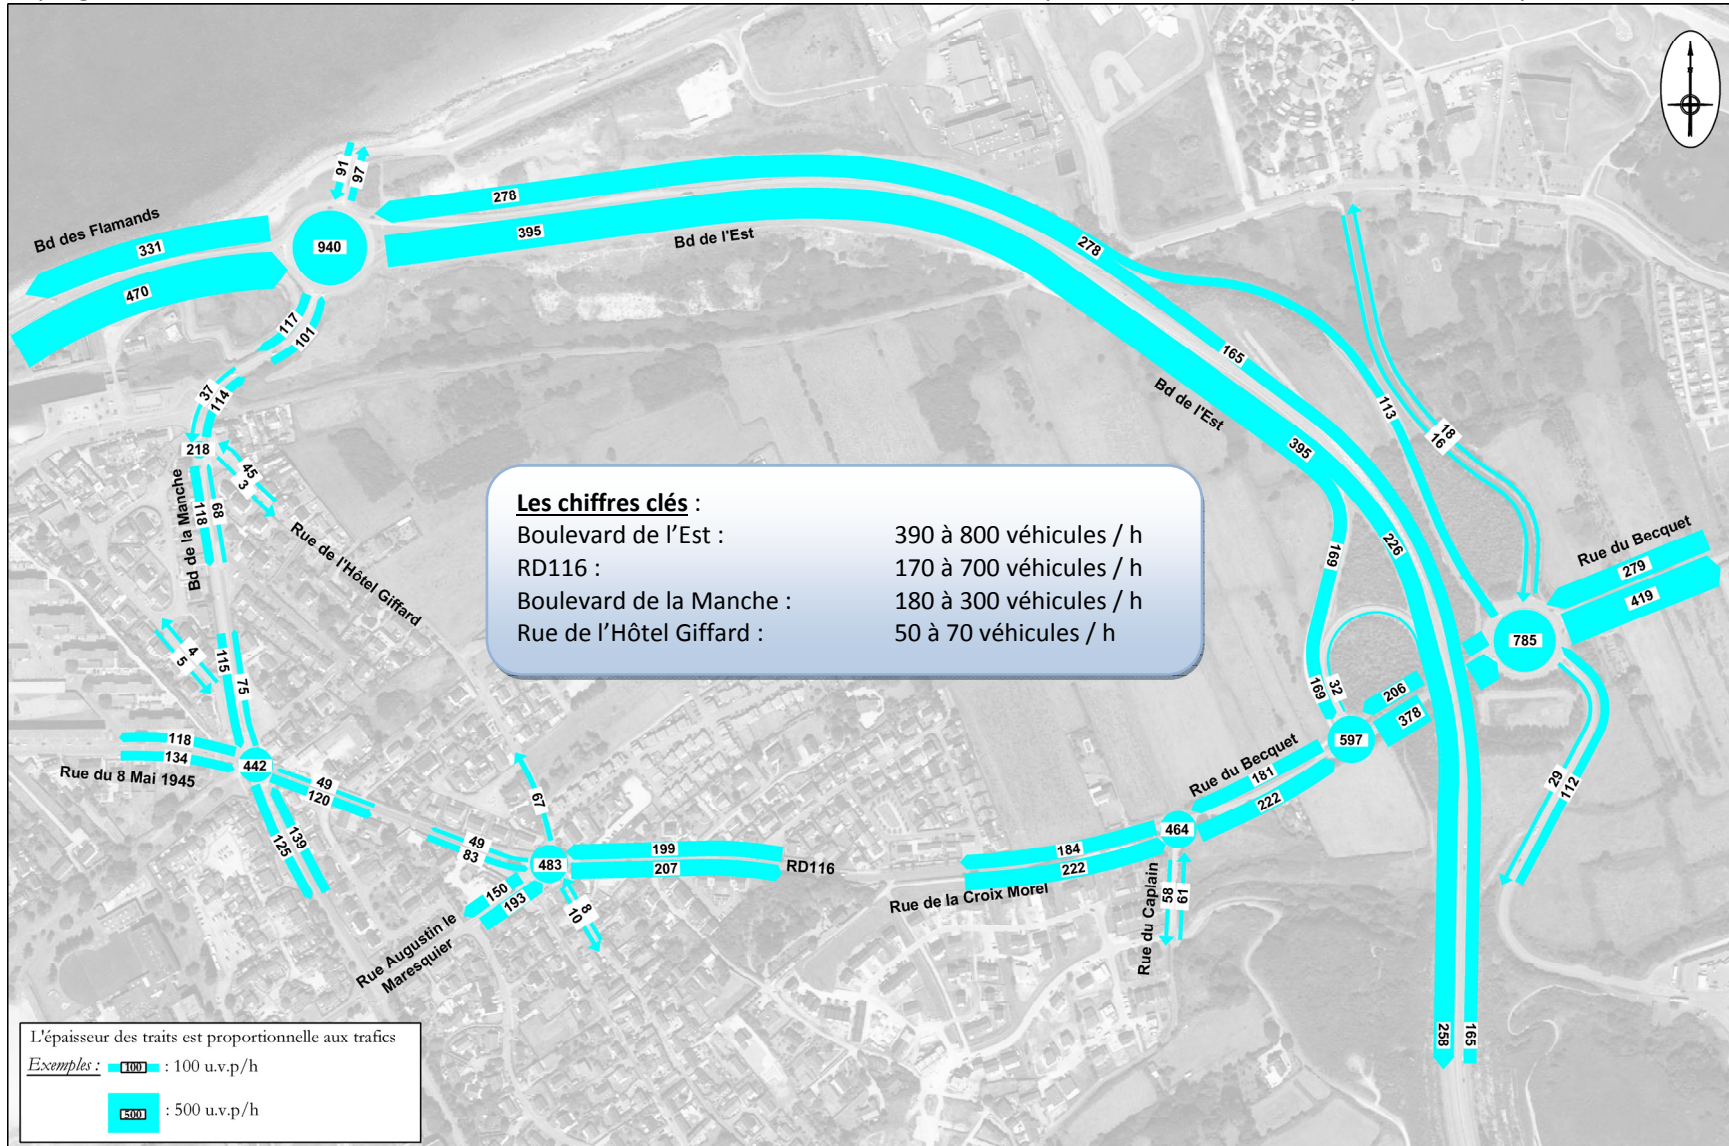 91
97
Bd des Flamands
331
470
940
278
395
Bd de l'Est
278
117
101
37
114
218
45
3
Bd de la Manche
118
68
Rue de l'Hôtel Giffard
165
Bd de l'Est
395
113
18
16
226
169
Rue du Becquet
279
419
785
Les chiffres clés :
Boulevard de l'Est : 390 à 800 véhicules / h
RD116 : 170 à 700 véhicules / h
Boulevard de la Manche : 180 à 300 véhicules / h
Rue de l'Hôtel Giffard : 50 à 70 véhicules / h
4
5
115
75
118
134
Rue du 8 Mai 1945
442
49
120
139
125
67
49
83
483
199
207
RD116
150
193
8
10
Rue Augustin le
Maresquier
169
32
206
378
597
Rue du Becquet
181
222
464
184
222
Rue de la Croix Morel
Rue du Caplain
58
61
29
112
258
165
L'épaisseur des traits est proportionnelle aux trafics
Exemples :
100 : 100 u.v.p/h
500 : 500 u.v.p/h